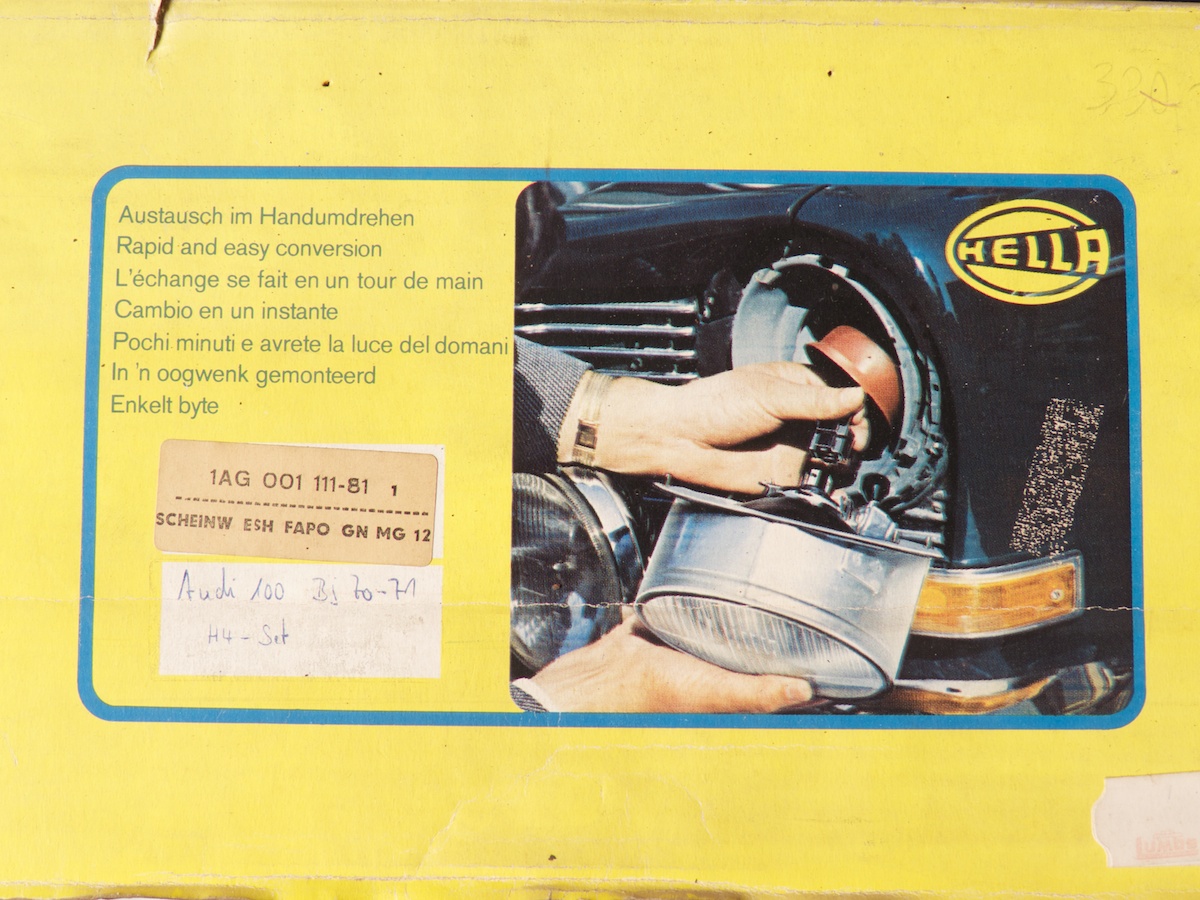 Austausch im Handumdrehen
Rapid and easy conversion
L'échange se fait en un tour de main
Cambio en un instante
Pochi minuti e avrete la luce del domani
In 'n oogwenk gemonteerd
Enkelt byte
HELLA
1AG 001 111-81 1
SCHEINW ESH FAPO GN MG 12
Audi 100 Bj 70-71
H4-Set